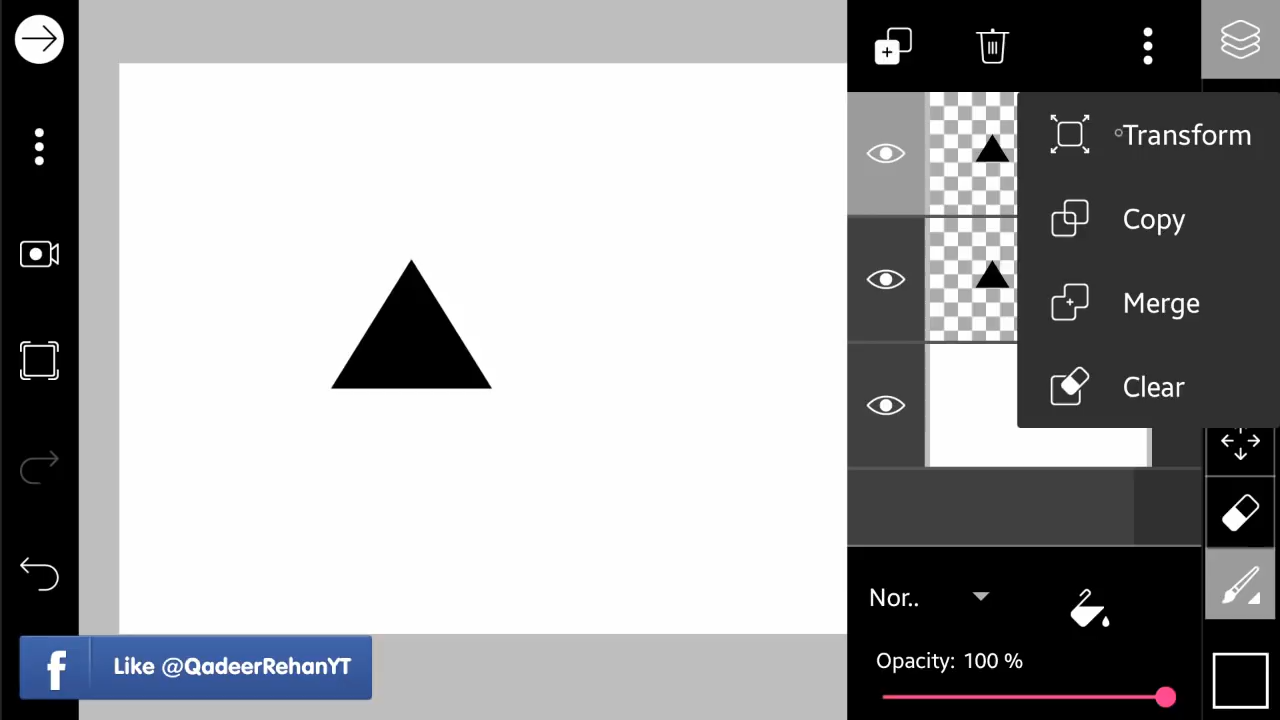 Transform
Copy
Merge
Clear
Nor..
Opacity: 100 %
f Like @QadeerRehanYT